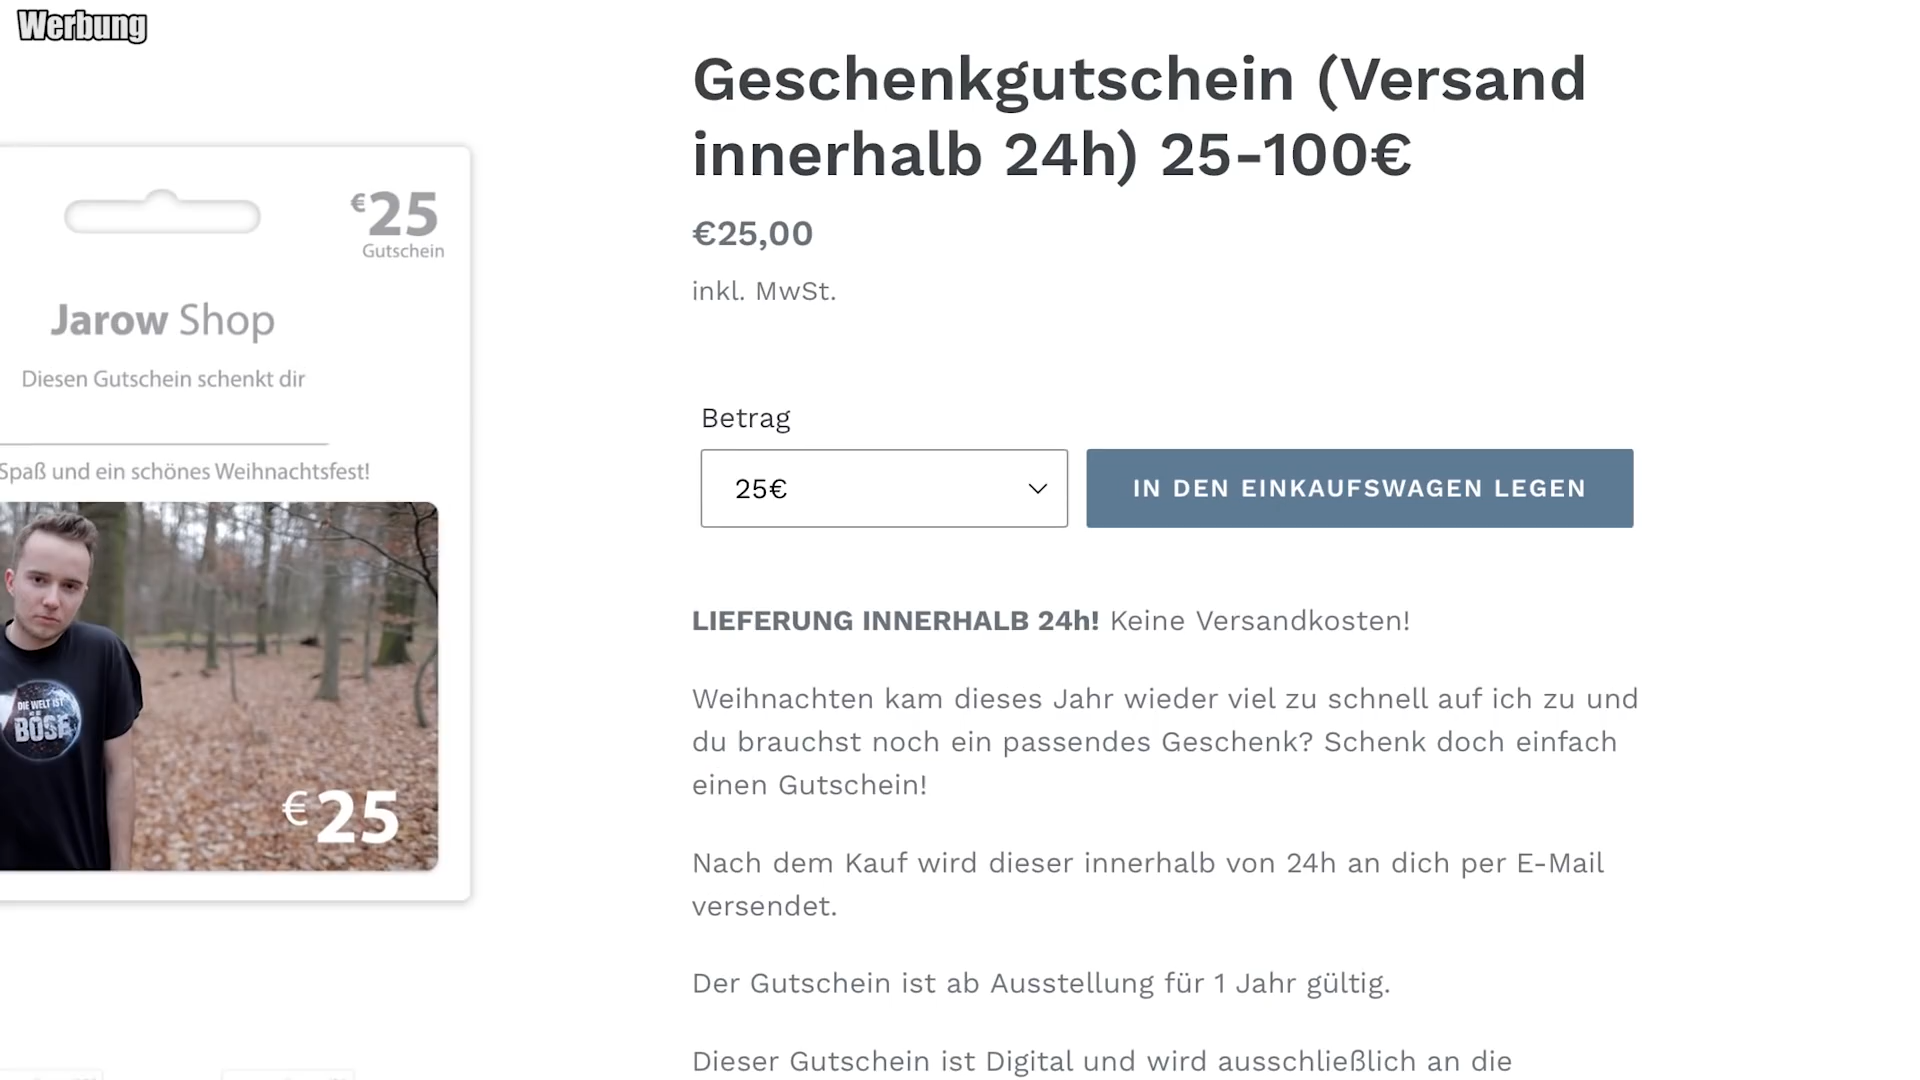 Werbung
Geschenkgutschein (Versand
innerhalb 24h) 25-100€
€25,00
inkl. MwSt.
€25
Gutschein
Jarow Shop
Diesen Gutschein schenkt dir
Spaß und ein schönes Weihnachtsfest!
DIE WELT IST
BÖSE
€25
Betrag
25€
IN DEN EINKAUFSWAGEN LEGEN
LIEFERUNG INNERHALB 24h! Keine Versandkosten!
Weihnachten kam dieses Jahr wieder viel zu schnell auf ich zu und
du brauchst noch ein passendes Geschenk? Schenk doch einfach
einen Gutschein!
Nach dem Kauf wird dieser innerhalb von 24h an dich per E-Mail
versendet.
Der Gutschein ist ab Ausstellung für 1 Jahr gültig.
Dieser Gutschein ist Digital und wird ausschließlich an die